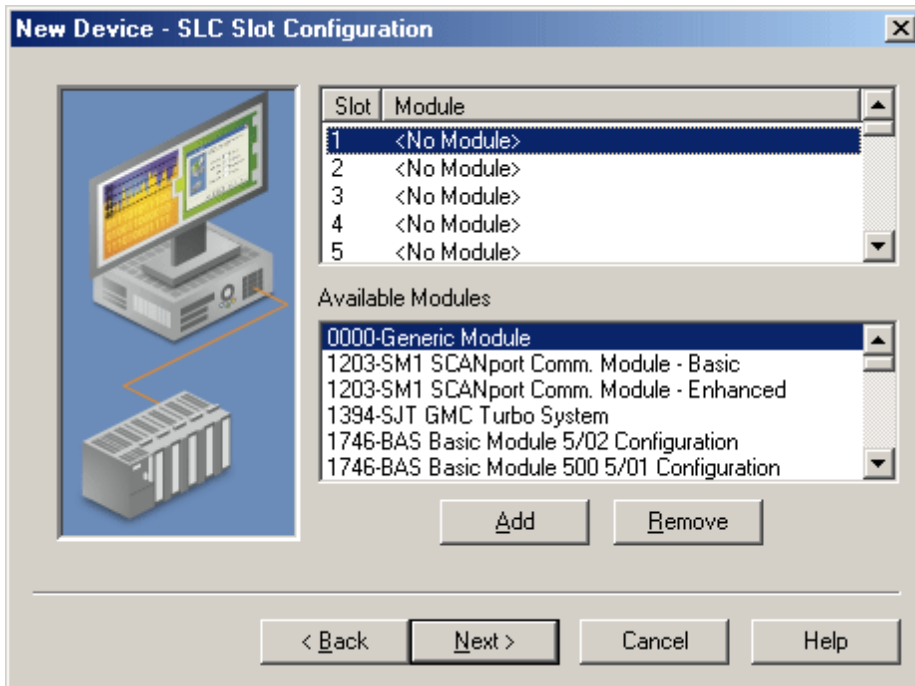 New Device - SLC Slot Configuration
Slot Module
1 <No Module>
2 <No Module>
3 <No Module>
4 <No Module>
5 <No Module>
Available Modules
0000-Generic Module
1203-SM1 SCANport Comm. Module - Basic
1203-SM1 SCANport Comm. Module - Enhanced
1394-SJT GMC Turbo System
1746-BAS Basic Module 5/02 Configuration
1746-BAS Basic Module 500 5/01 Configuration
Add Remove
< Back Next > Cancel Help